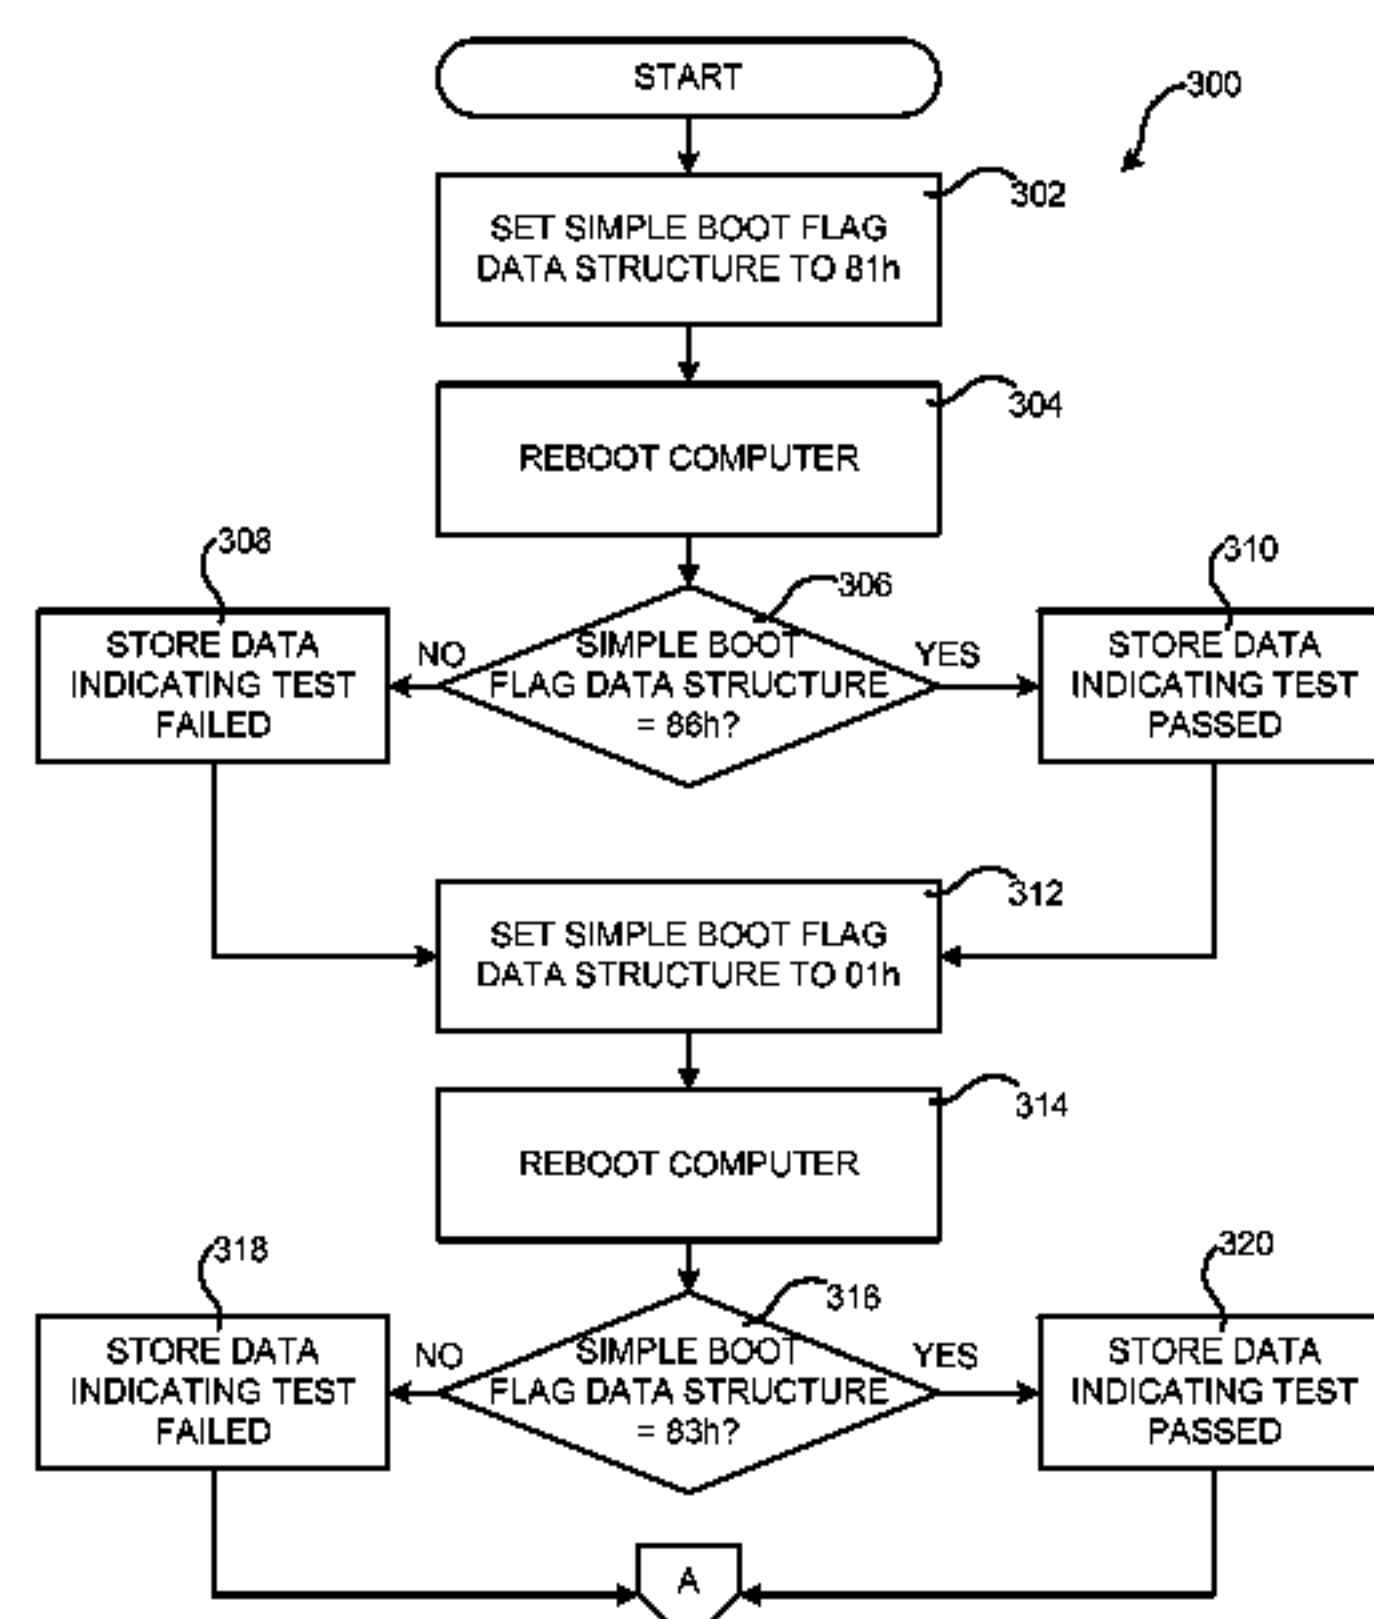 START
300
302
SET SIMPLE BOOT FLAG
DATA STRUCTURE TO 81h
304
REBOOT COMPUTER
308
310
306
STORE DATA
INDICATING TEST
FAILED
NO
SIMPLE BOOT
FLAG DATA STRUCTURE
= 86h?
YES
STORE DATA
INDICATING TEST
PASSED
312
SET SIMPLE BOOT FLAG
DATA STRUCTURE TO 01h
314
REBOOT COMPUTER
318
320
316
STORE DATA
INDICATING TEST
FAILED
NO
SIMPLE BOOT
FLAG DATA STRUCTURE
= 83h?
YES
STORE DATA
INDICATING TEST
PASSED
A